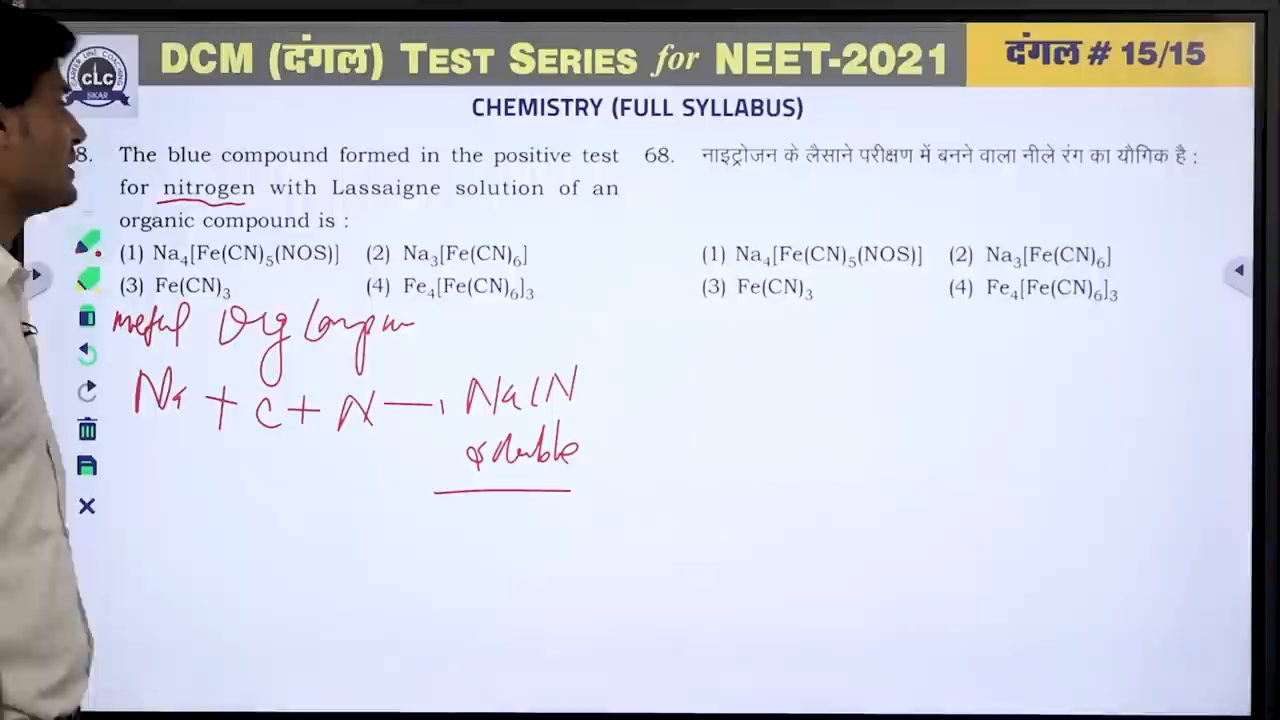 DCM (दंगल) TEST SERIES for NEET-2021
दंगल # 15/15
CLC
SIKAR
CHEMISTRY (FULL SYLLABUS)
8. The blue compound formed in the positive test
for nitrogen with Lassaigne solution of an
organic compound is :
(1) Na₄[Fe(CN)₅(NOS)] (2) Na₃[Fe(CN)₆]
(3) Fe(CN)₃ (4) Fe₄[Fe(CN)₆]₃
68. नाइट्रोजन के लैसाने परीक्षण में बनने वाला नीले रंग का यौगिक है :
(1) Na₄[Fe(CN)₅(NOS)] (2) Na₃[Fe(CN)₆]
(3) Fe(CN)₃ (4) Fe₄[Fe(CN)₆]₃
Org
Na + C + N → NaCN